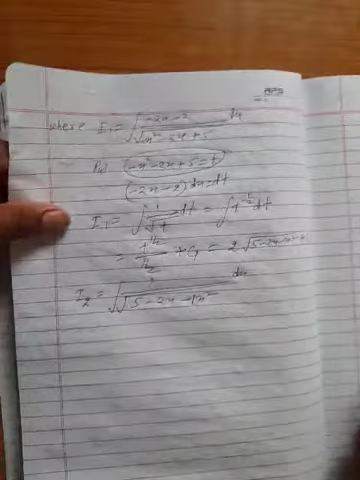 where I₁ = ∫ (-2x-2)/√(-x²-2x+5) dx
Put (-x²-2x+5 = t)
(-2x-2) dx = dt
I₁ = ∫ 1/√t dt = ∫ t^(-1/2) dt
= t^(1/2)/(1/2) + C₁ = 2√(5-2x-x²)
I₂ = ∫ 1/√(5-2x-x²) dx